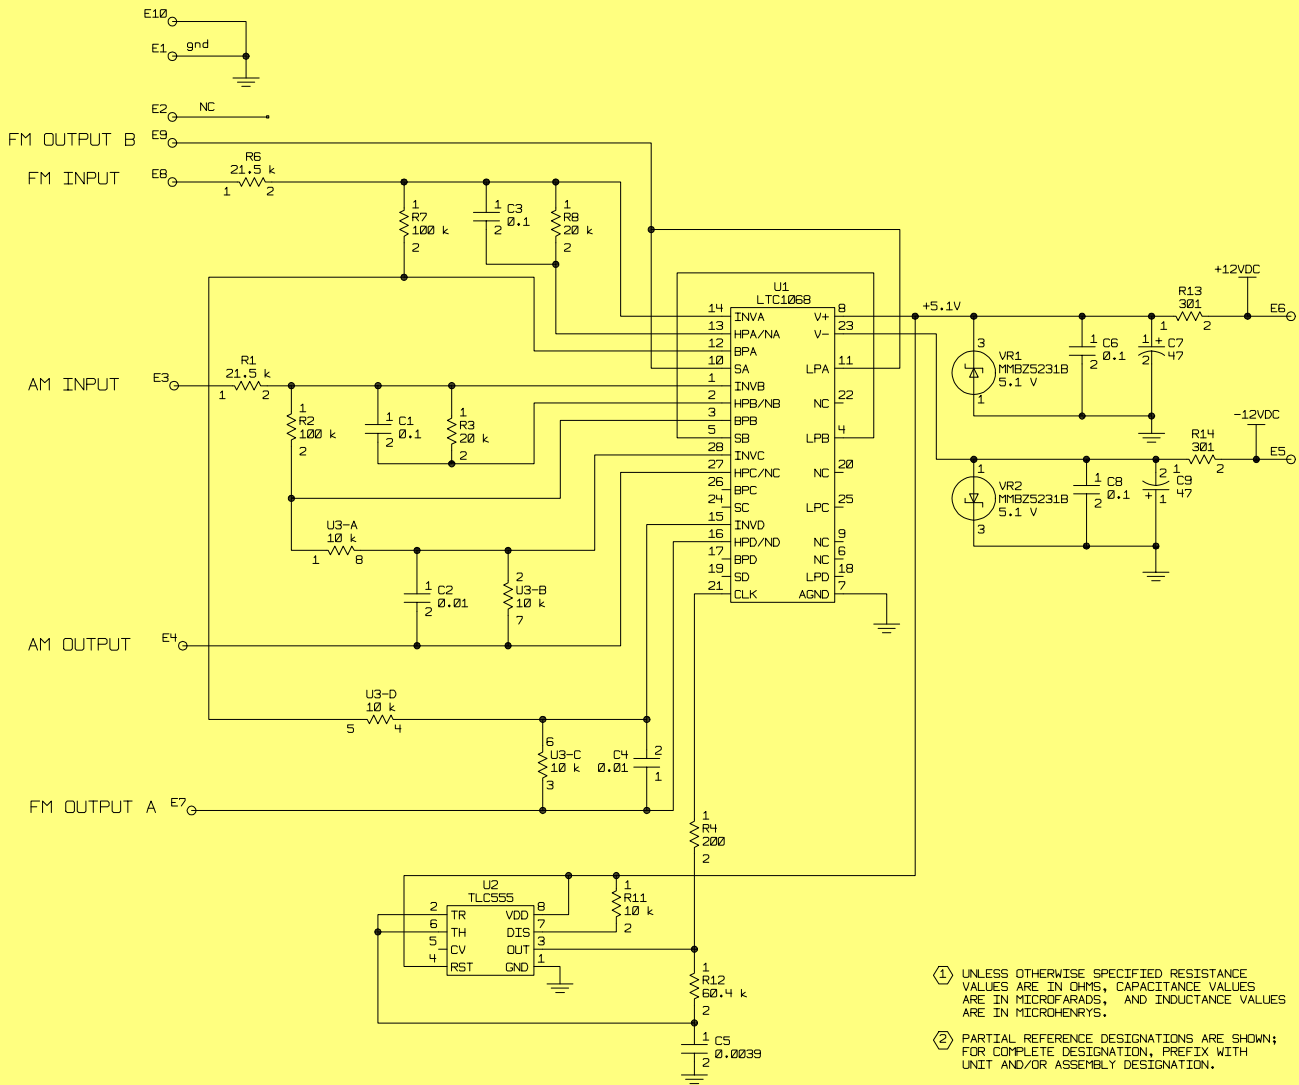 E10
E1 gnd
E2 NC
FM OUTPUT B E9
FM INPUT E8
R6
21.5 k
1 2
1
R7
100 k
2
1 C3
0.1
2
1
R8
20 k
2
AM INPUT E3
R1
21.5 k
1 2
1
R2
100 k
2
1 C1
0.1
2
1
R3
20 k
2
U3-A
10 k
1 8
1 C2
0.01
2
2
U3-B
10 k
7
AM OUTPUT E4
U3-D
10 k
5 4
6
U3-C
10 k
3
C4 2
0.01
1
FM OUTPUT A E7
U1
LTC1068
14 INVA V+ 8
13 HPA/NA V- 23
12 BPA
10 SA LPA 11
1 INVB
2 HPB/NB NC 22
3 BPB
5 SB LPB 4
28 INVC
27 HPC/NC NC 20
26 BPC
24 SC LPC 25
15 INVD
16 HPD/ND NC 9
17 BPD NC 6
19 SD LPD 18
21 CLK AGND 7
+5.1V
+12VDC
R13
301
1 2
E6
3
VR1
MMBZ5231B
5.1 V
1
1 C6
0.1
2
1 + C7
47
2
-12VDC
R14
301
1 2
E5
1
VR2
MMBZ5231B
5.1 V
3
1 C8
0.1
2
2 C9
47
+ 1
1
R4
200
2
U2
TLC555
2 TR VDD 8
6 TH DIS 7
5 CV OUT 3
4 RST GND 1
1
R11
10 k
2
1
R12
60.4 k
2
1 C5
0.0039
2
1 UNLESS OTHERWISE SPECIFIED RESISTANCE
VALUES ARE IN OHMS, CAPACITANCE VALUES
ARE IN MICROFARADS, AND INDUCTANCE VALUES
ARE IN MICROHENRYS.
2 PARTIAL REFERENCE DESIGNATIONS ARE SHOWN;
FOR COMPLETE DESIGNATION, PREFIX WITH
UNIT AND/OR ASSEMBLY DESIGNATION.